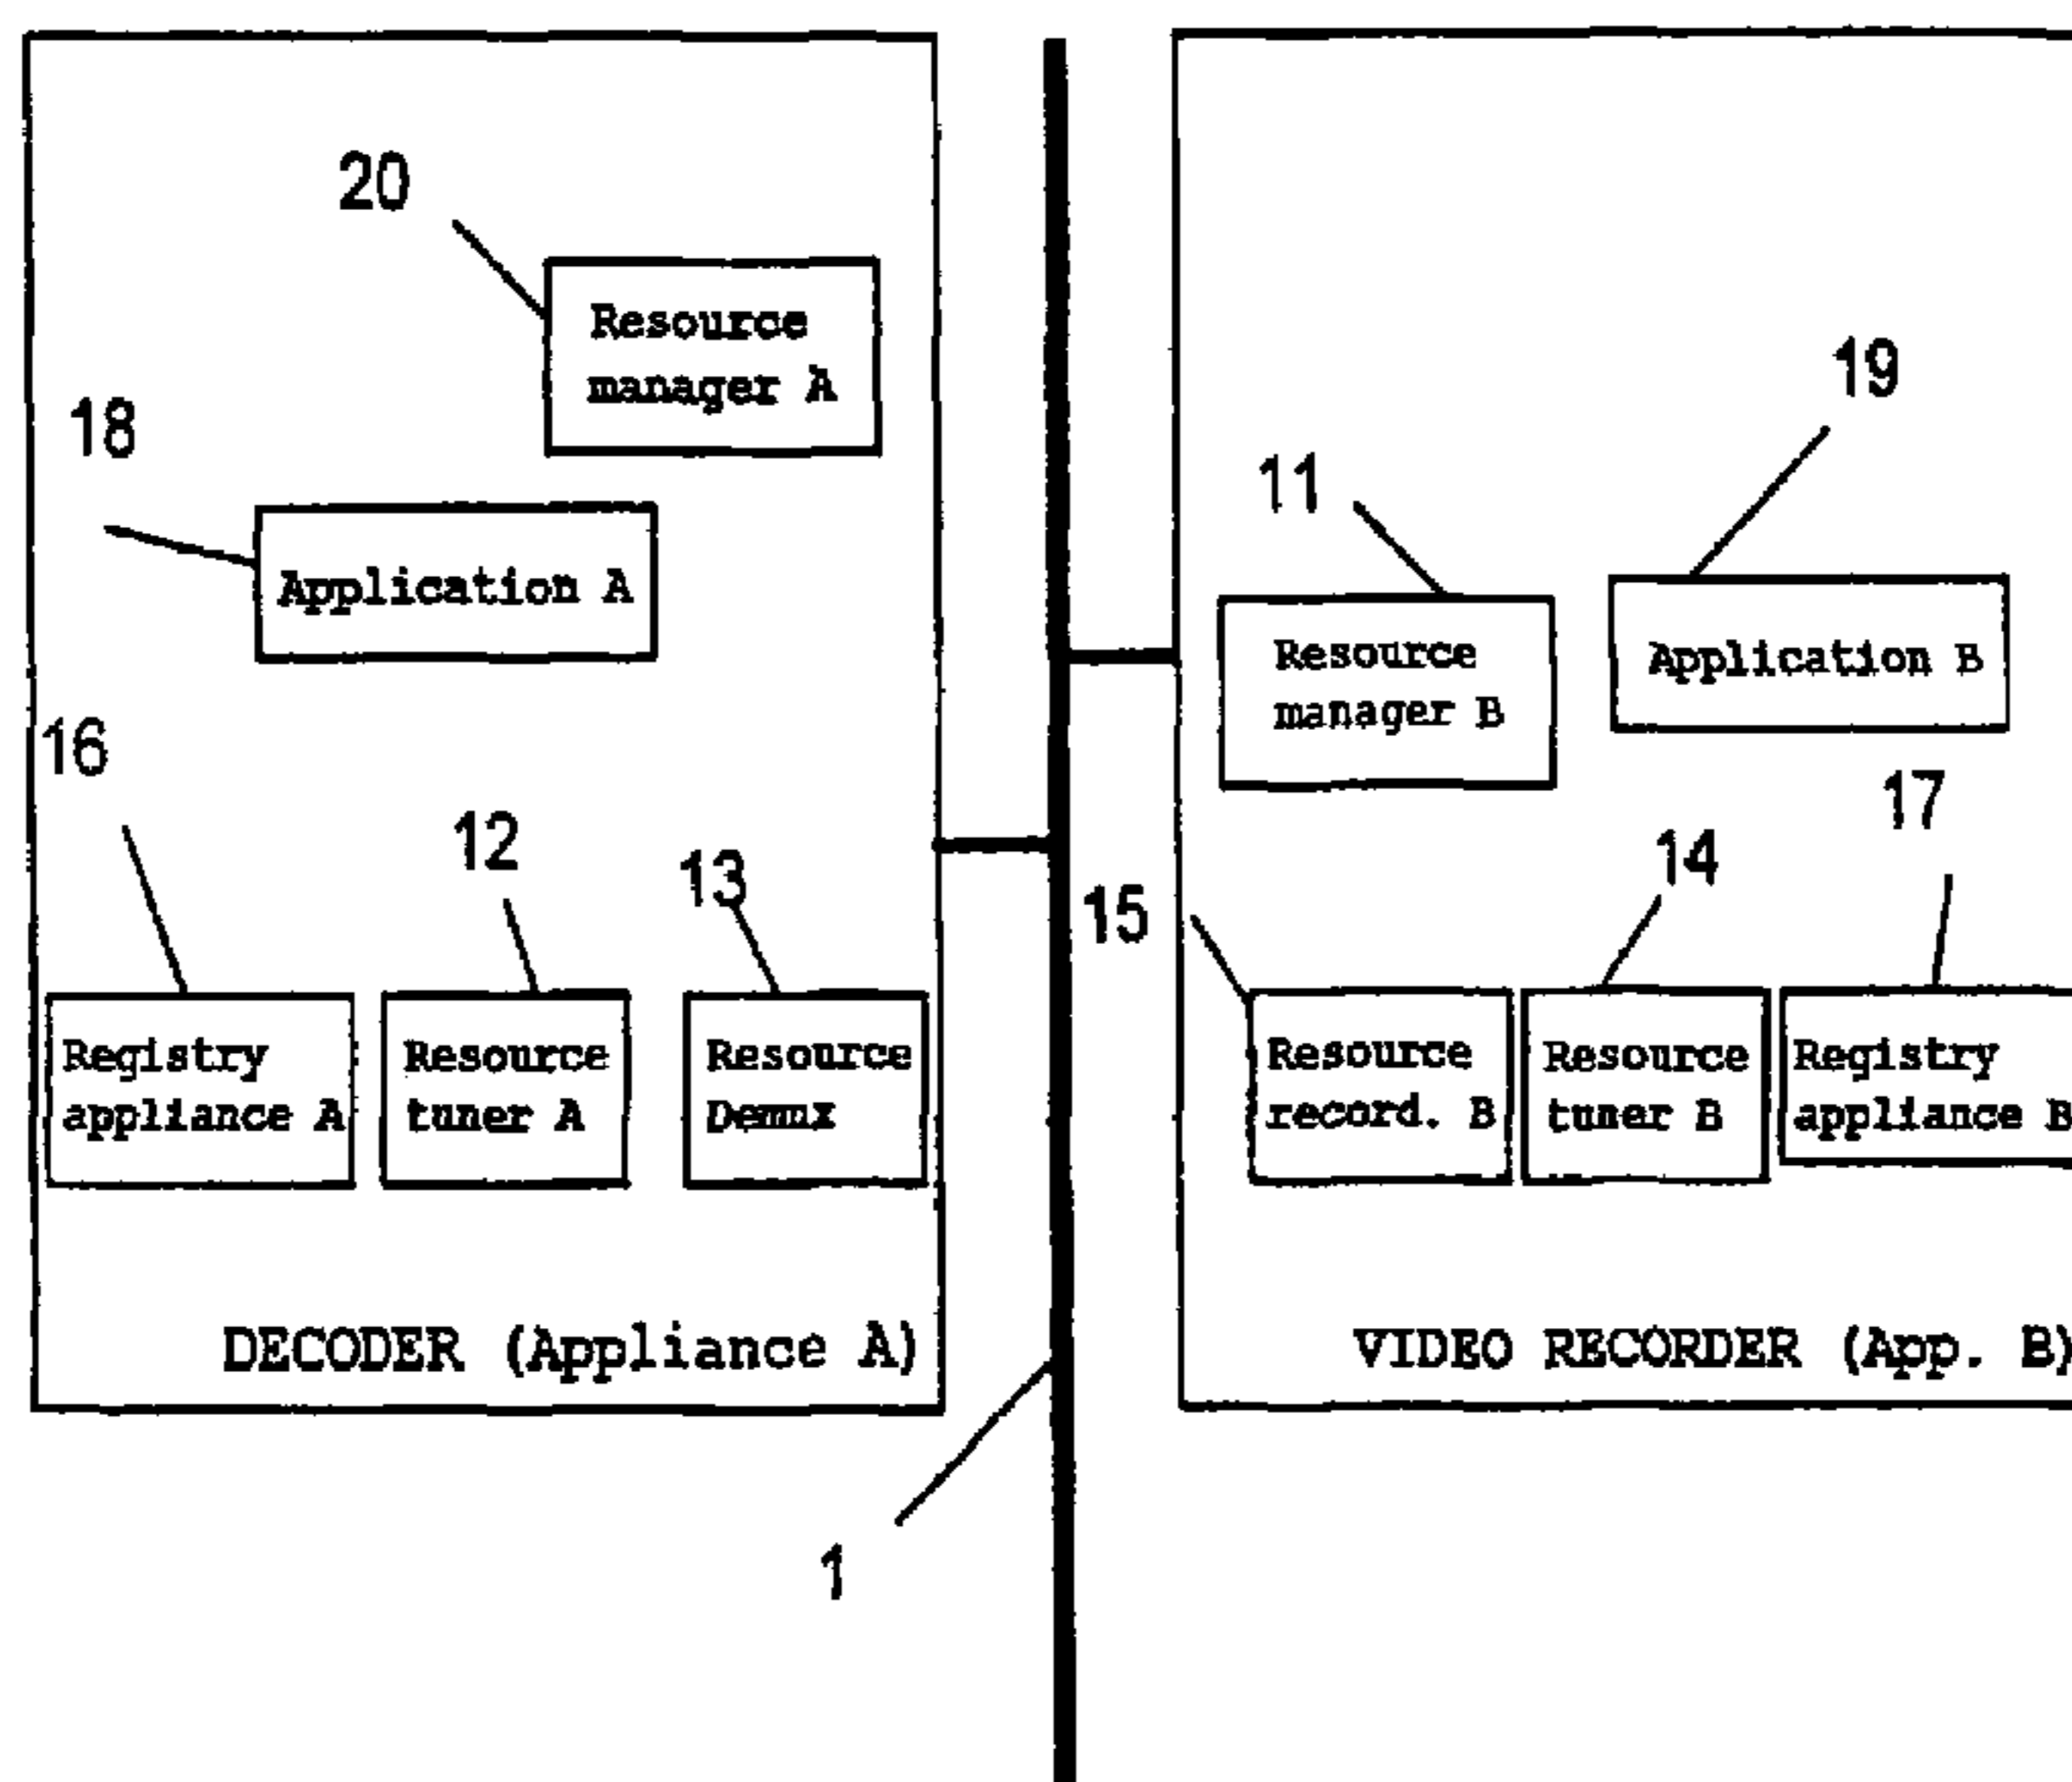 20
Resource
manager A
18
Application A
16
12
13
Registry
appliance A
Resource
tuner A
Resource
Demux
DECODER (Appliance A)
1
19
11
Resource
manager B
Application B
17
14
15
Resource
record. B
Resource
tuner B
Registry
appliance B
VIDEO RECORDER (App. B)